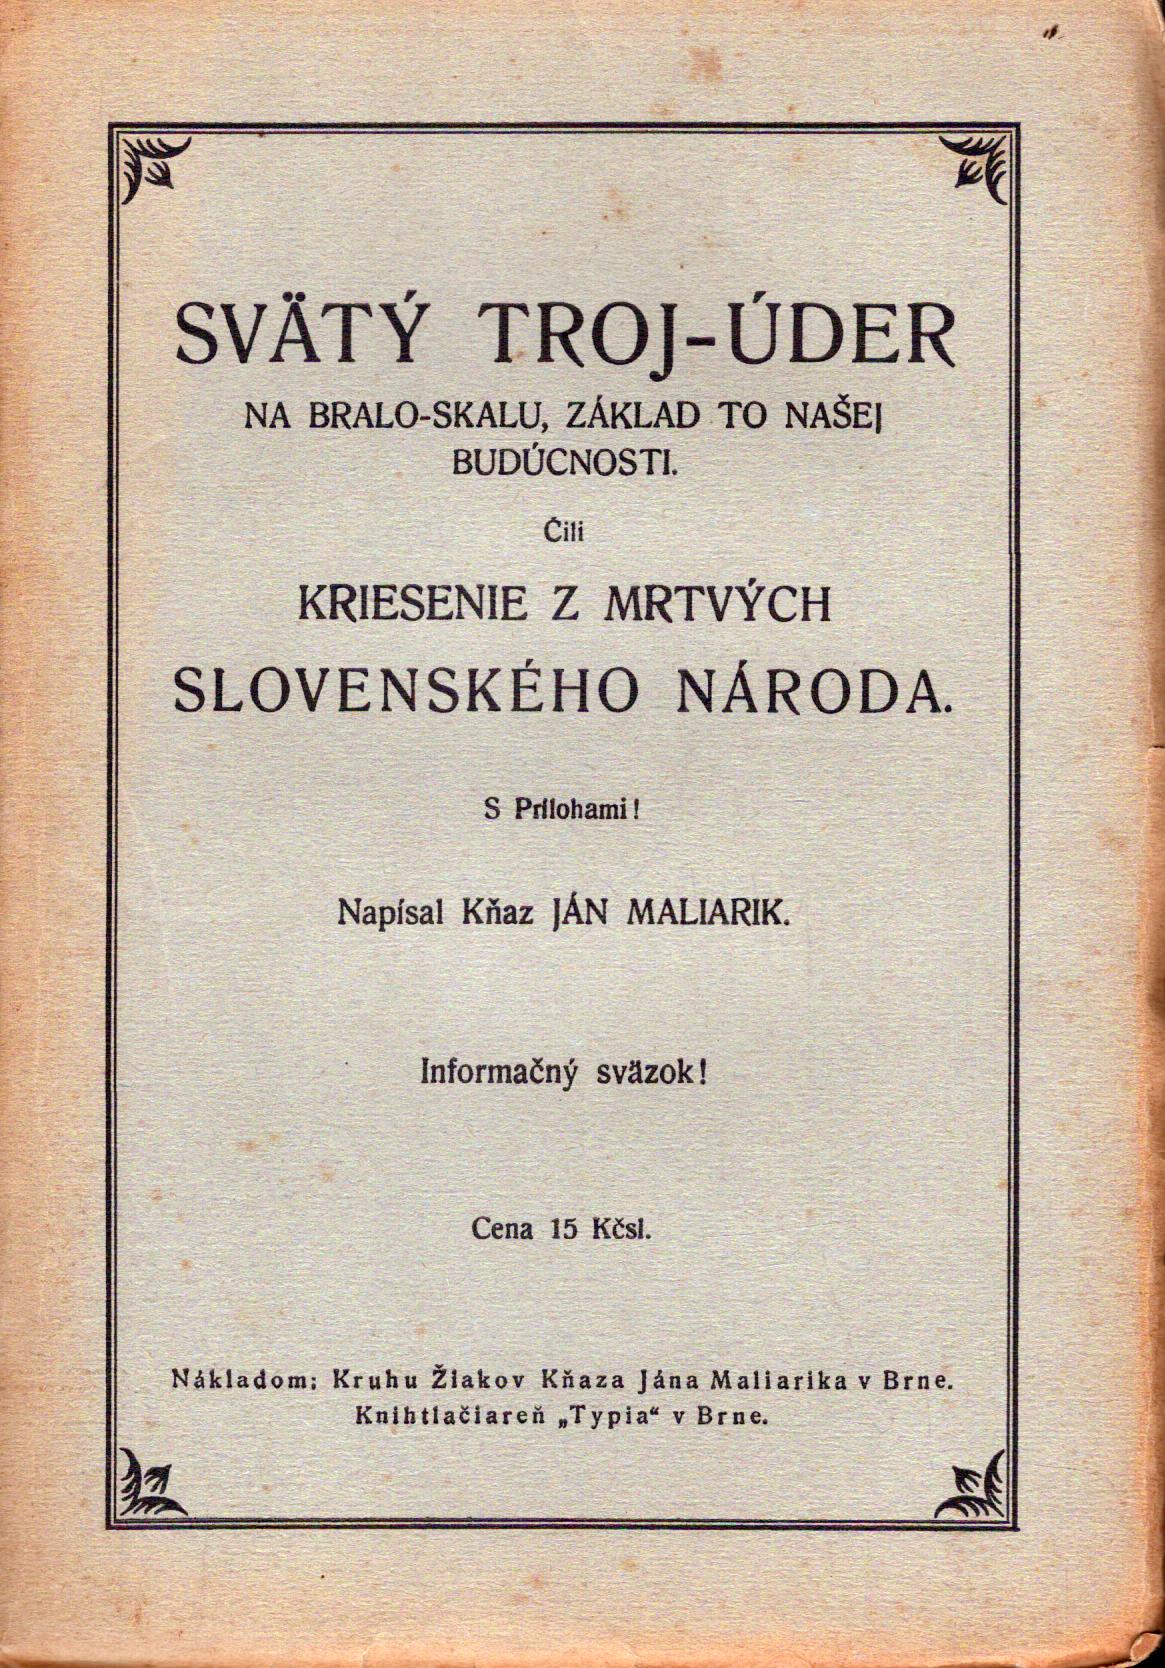 SVÄTÝ TROJ-ÚDER
NA BRALO-SKALU, ZÁKLAD TO NAŠEJ
BUDÚCNOSTI.
Čili
KRIESENIE Z MRTVÝCH
SLOVENSKÉHO NÁRODA.
S Prílohami!
Napísal Kňaz JÁN MALIARIK.
Informačný sväzok!
Cena 15 Kčsl.
Nákladom: Kruhu Žiakov Kňaza Jána Maliarika v Brne.
Knihtlačiareň „Typia“ v Brne.